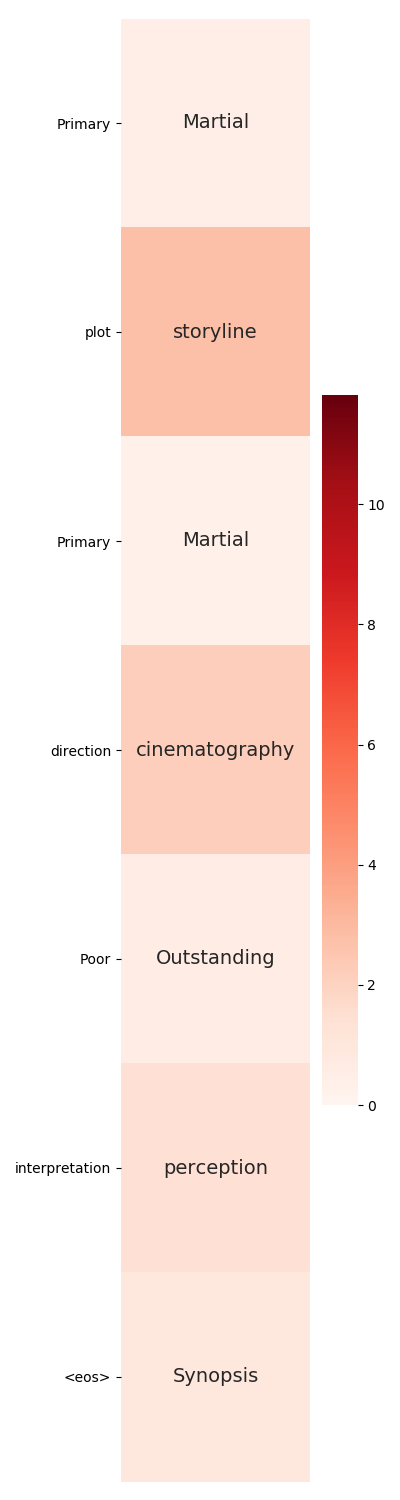 Primary Martial
plot storyline
Primary Martial
10
8
direction cinematography
6
4
Poor Outstanding
2
0
interpretation perception
<eos> Synopsis